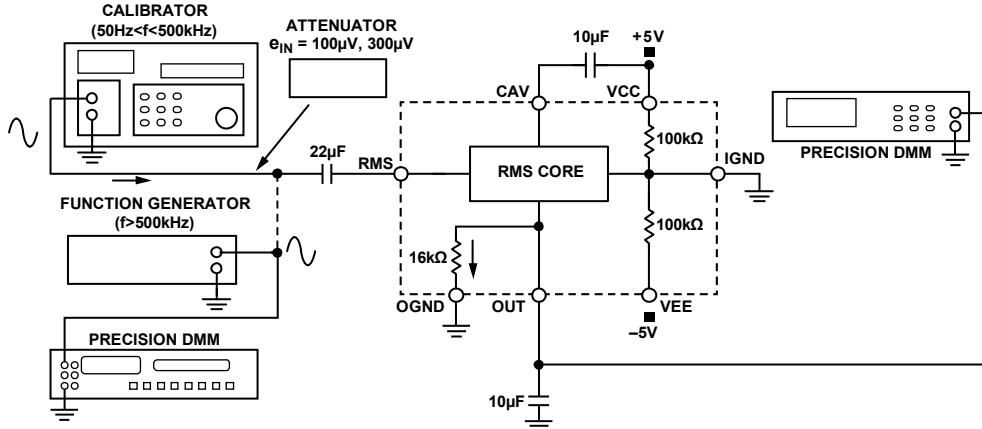 CALIBRATOR
(50Hz<f<500kHz)
ATTENUATOR
eIN = 100µV, 300µV
10µF
+5V
CAV
VCC
100kΩ
PRECISION DMM
22µF
RMS
RMS CORE
IGND
FUNCTION GENERATOR
(f>500kHz)
100kΩ
16kΩ
OGND
OUT
VEE
–5V
PRECISION DMM
10µF